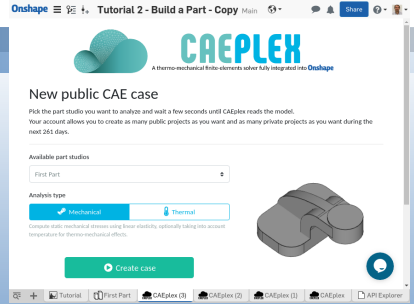 Onshape Tutorial 2 - Build a Part - Copy Main Share
CAEPLEX
A thermo-mechanical finite-elements solver fully integrated into Onshape
New public CAE case
Pick the part studio you want to analyze and wait a few seconds until CAEplex reads the model.
Your account allows you to create as many public projects as you want and as many private projects as you want during the
next 261 days.
Available part studios
First Part
Analysis type
Mechanical Thermal
Compute static mechanical stresses using linear elasticity, optionally taking into account
temperature for thermo-mechanical effects.
Create case
Tutorial First Part CAEplex (3) CAEplex (2) CAEplex (1) CAEplex API Explorer